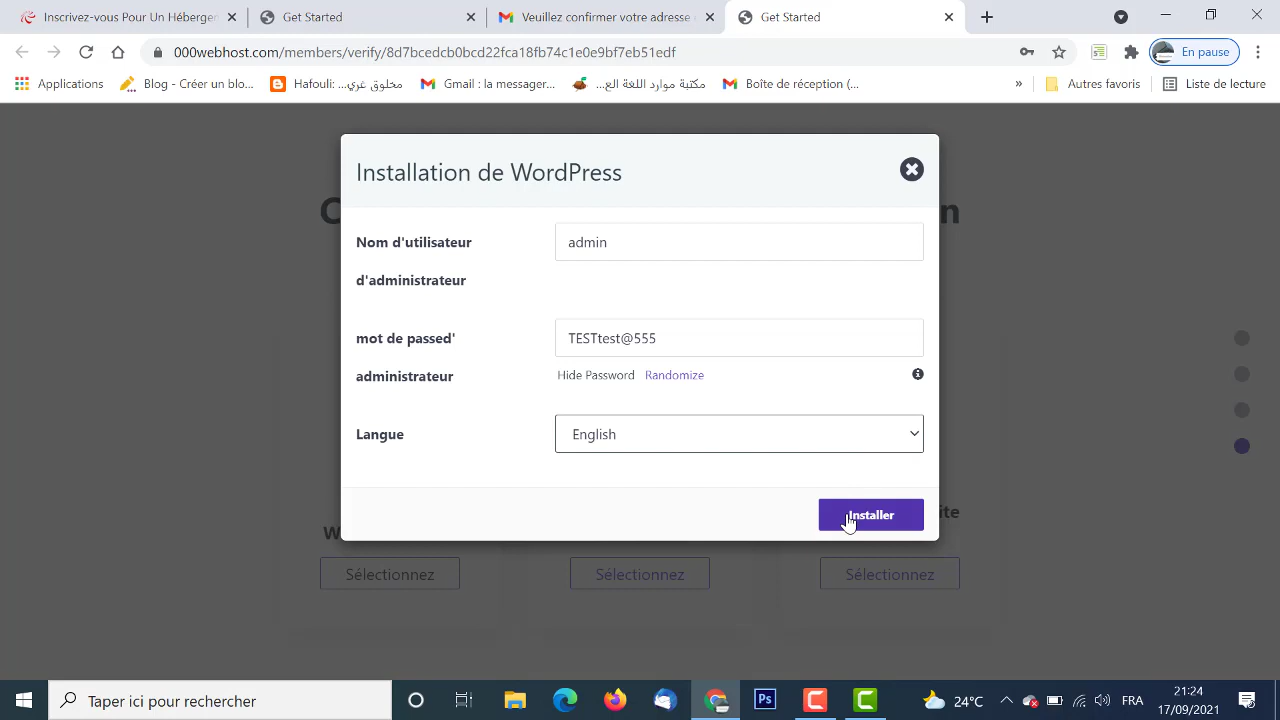 Inscrivez-vous Pour Un Héberger
Get Started
Veuillez confirmer votre adresse
Get Started
000webhost.com/members/verify/8d7bcedcb0bcd22fca18fb74c1e0e9bf7eb51edf
En pause
Applications
Blog - Créer un blo...
Hafouli: مخلوق غري...
Gmail : la messager...
مكتبة موارد اللغة الع...
Boîte de réception (...
»
Autres favoris
Liste de lecture
Installation de WordPress
Nom d'utilisateur
d'administrateur
admin
mot de passed'
administrateur
TESTtest@555
Hide Password Randomize
Langue
English
Installer
Sélectionnez
Sélectionnez
Sélectionnez
Taper ici pour rechercher
Ps
24°C
FRA
21:24
17/09/2021